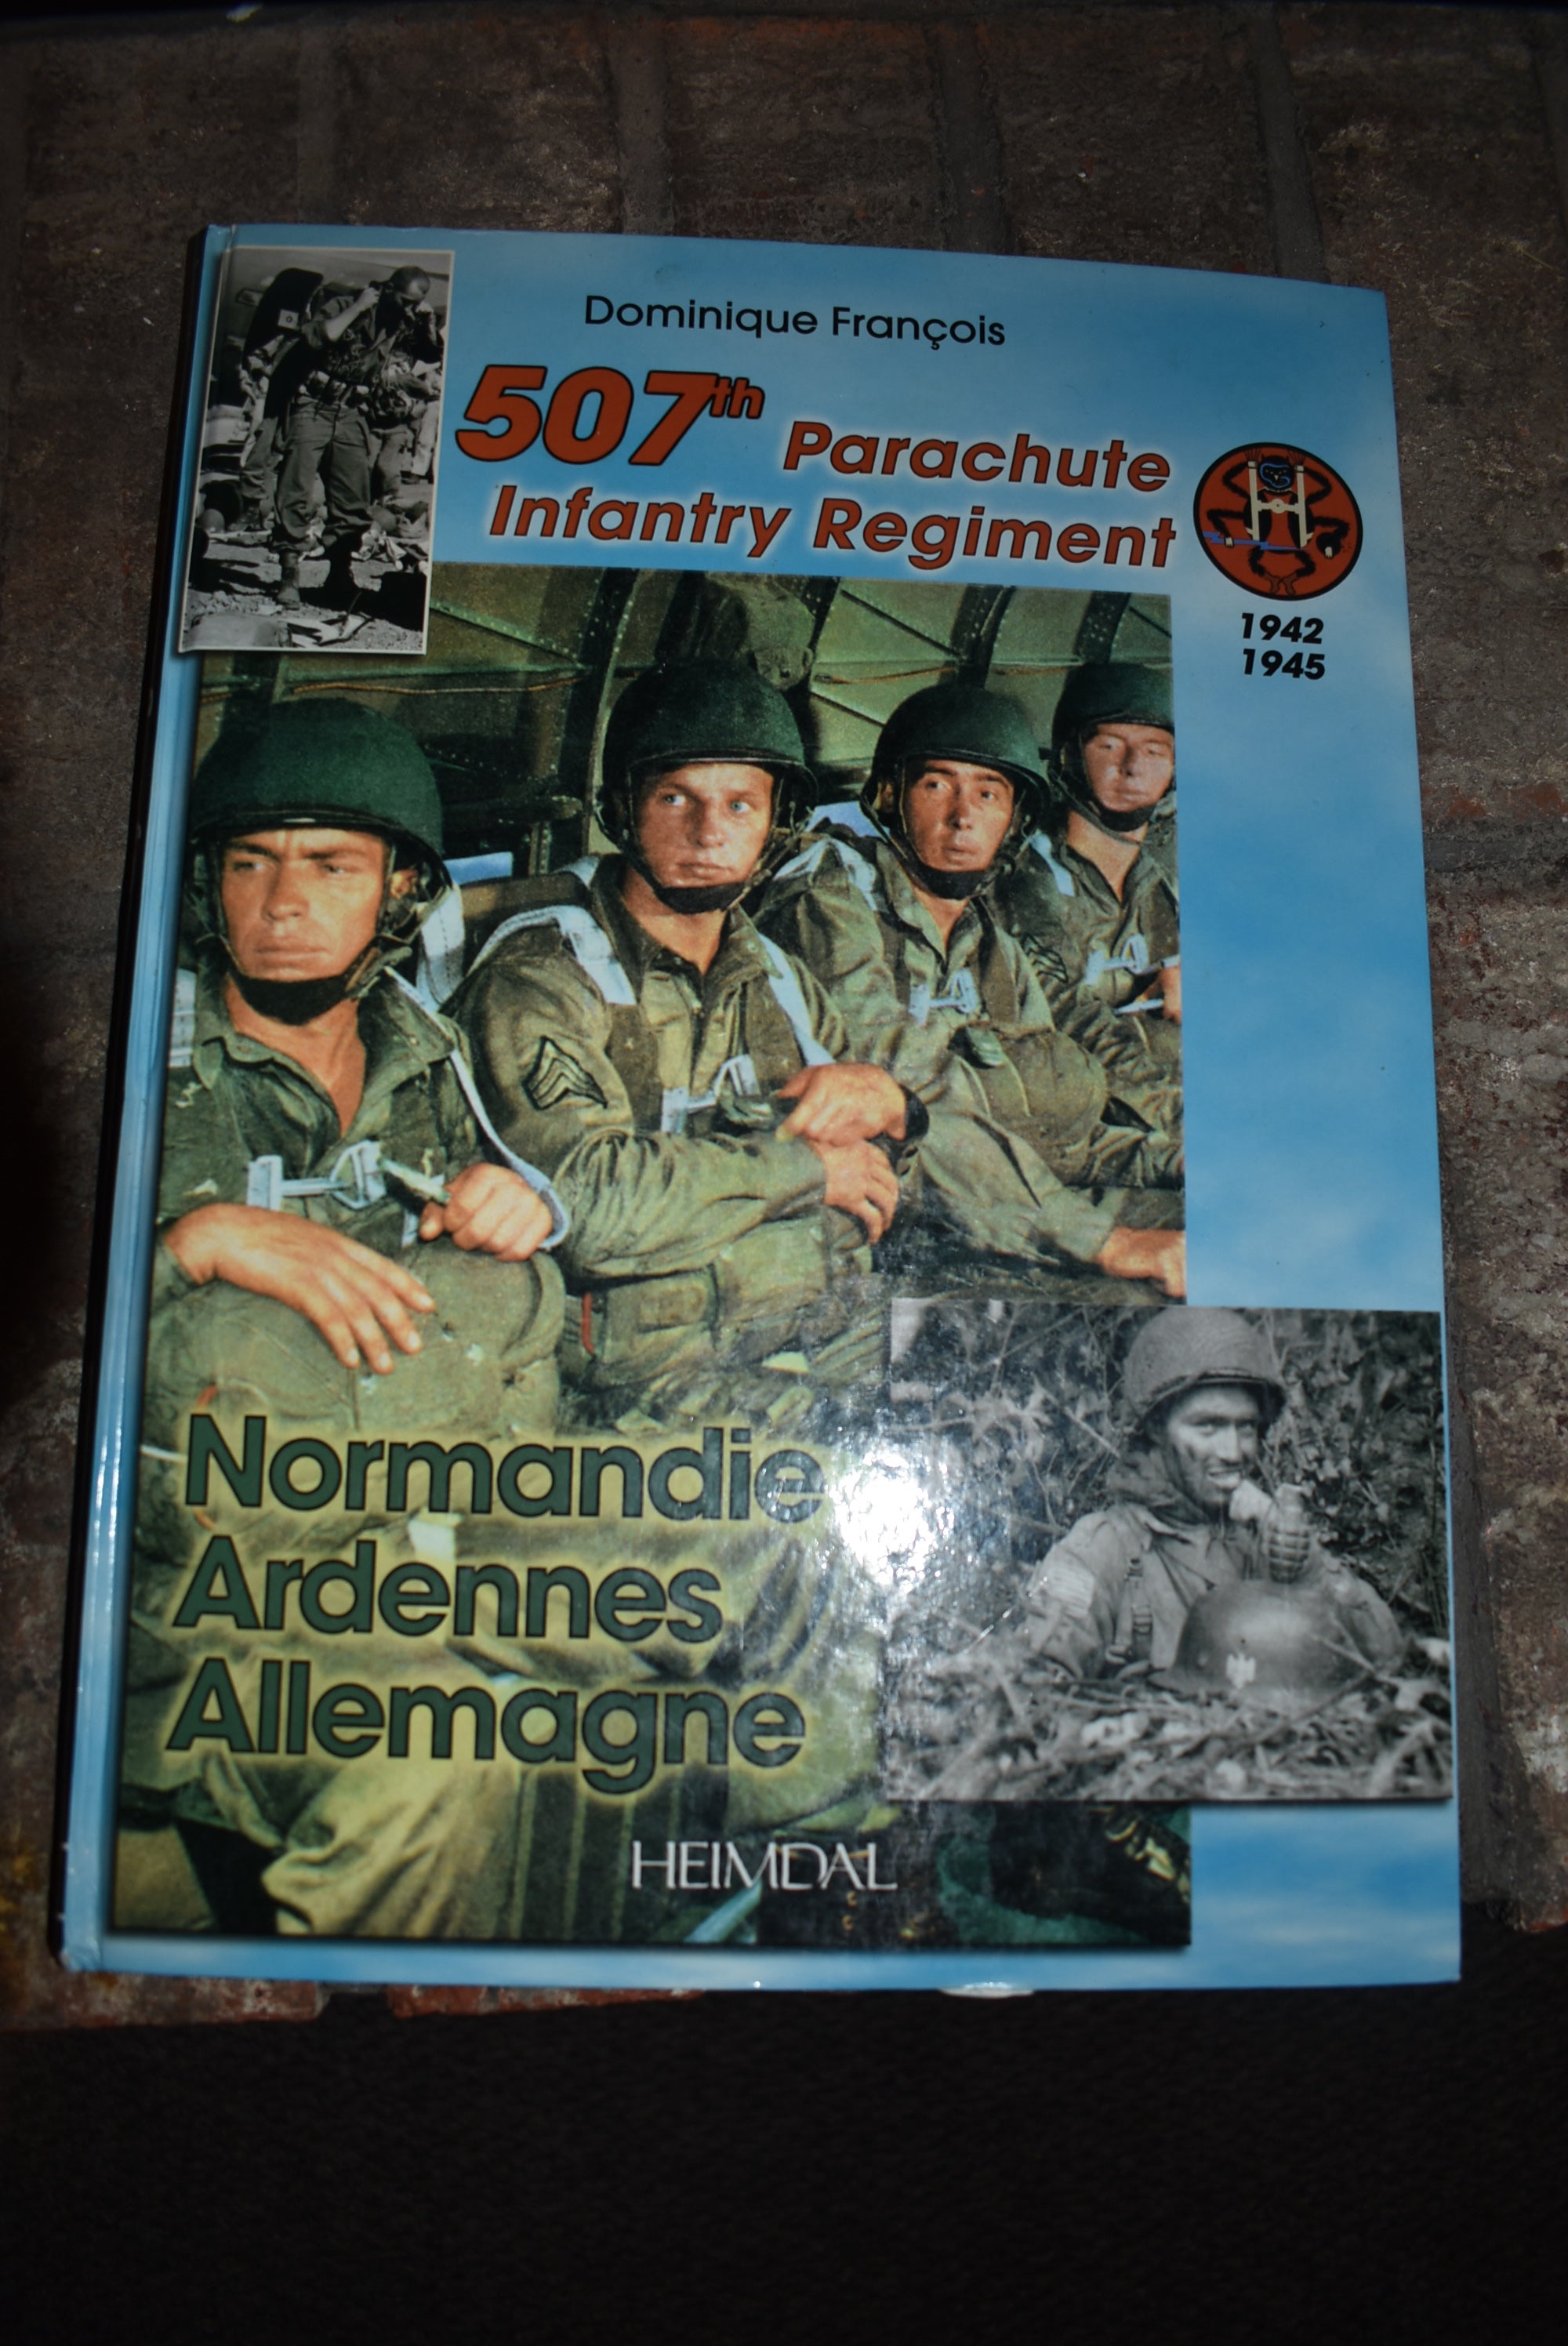 Dominique François
507th Parachute
Infantry Regiment
1942
1945
Normandie
Ardennes
Allemagne
HEIMDAL